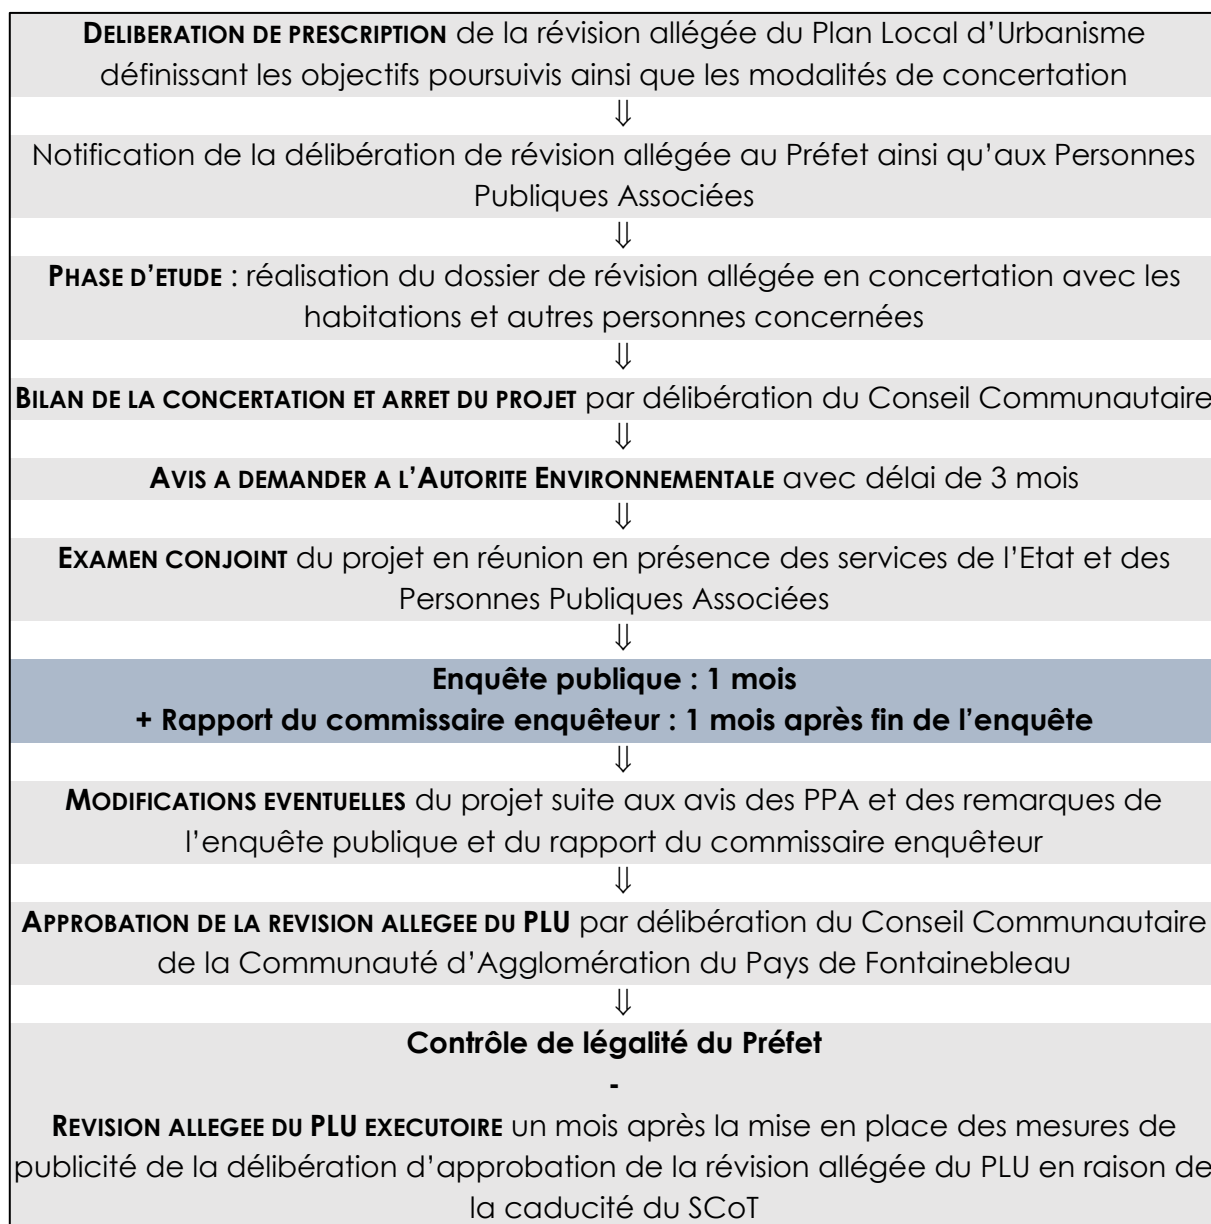 DELIBERATION DE PRESCRIPTION de la révision allégée du Plan Local d’Urbanisme
définissant les objectifs poursuivis ainsi que les modalités de concertation
⇓
Notification de la délibération de révision allégée au Préfet ainsi qu’aux Personnes
Publiques Associées
⇓
PHASE D’ETUDE : réalisation du dossier de révision allégée en concertation avec les
habitations et autres personnes concernées
⇓
BILAN DE LA CONCERTATION ET ARRET DU PROJET par délibération du Conseil Communautaire
⇓
AVIS A DEMANDER A L’AUTORITE ENVIRONNEMENTALE avec délai de 3 mois
⇓
EXAMEN CONJOINT du projet en réunion en présence des services de l’Etat et des
Personnes Publiques Associées
⇓
Enquête publique : 1 mois
+ Rapport du commissaire enquêteur : 1 mois après fin de l’enquête
⇓
MODIFICATIONS EVENTUELLES du projet suite aux avis des PPA et des remarques de
l’enquête publique et du rapport du commissaire enquêteur
⇓
APPROBATION DE LA REVISION ALLEGEE DU PLU par délibération du Conseil Communautaire
de la Communauté d’Agglomération du Pays de Fontainebleau
⇓
Contrôle de légalité du Préfet
-
REVISION ALLEGEE DU PLU EXECUTOIRE un mois après la mise en place des mesures de
publicité de la délibération d’approbation de la révision allégée du PLU en raison de
la caducité du SCoT